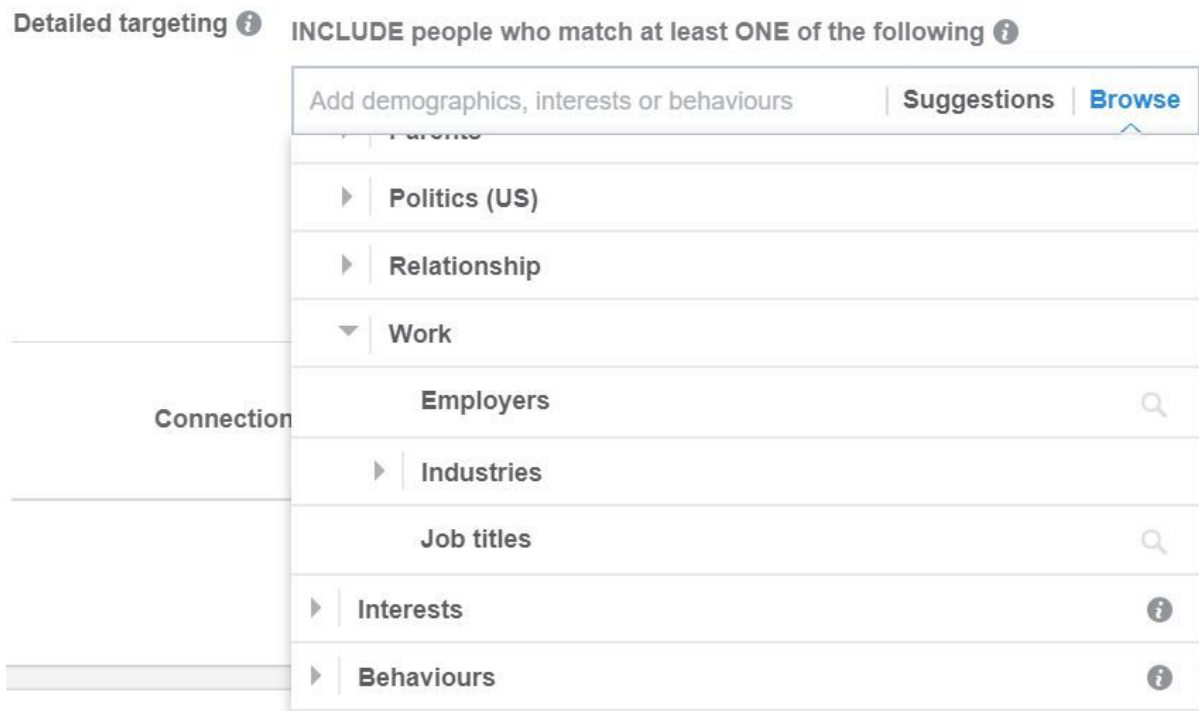 Detailed targeting
INCLUDE people who match at least ONE of the following
Add demographics, interests or behaviours
Suggestions
Browse
Parents
Politics (US)
Relationship
Work
Employers
Connection
Industries
Job titles
Interests
Behaviours